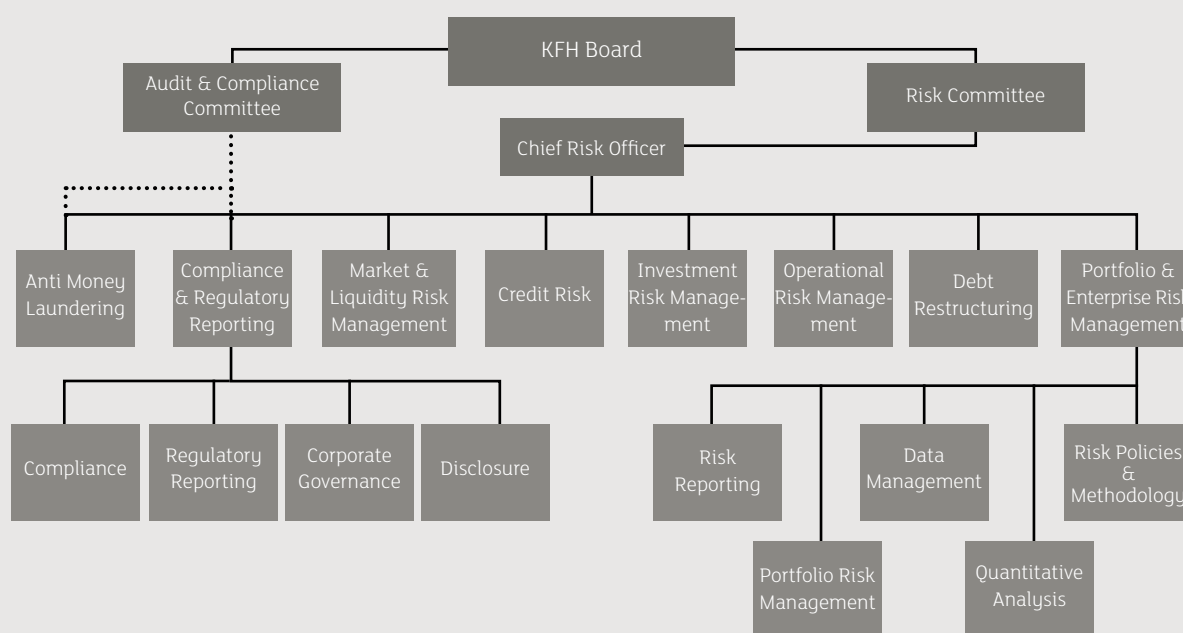 KFH Board
Audit & Compliance
Committee
Risk Committee
Chief Risk Officer
Anti Money
Laundering
Compliance
& Regulatory
Reporting
Market &
Liquidity Risk
Management
Credit Risk
Investment
Risk Manage-
ment
Operational
Risk Manage-
ment
Debt
Restructuring
Portfolio &
Enterprise Risk
Management
Compliance
Regulatory
Reporting
Corporate
Governance
Disclosure
Risk
Reporting
Data
Management
Risk Policies
&
Methodology
Portfolio Risk
Management
Quantitative
Analysis